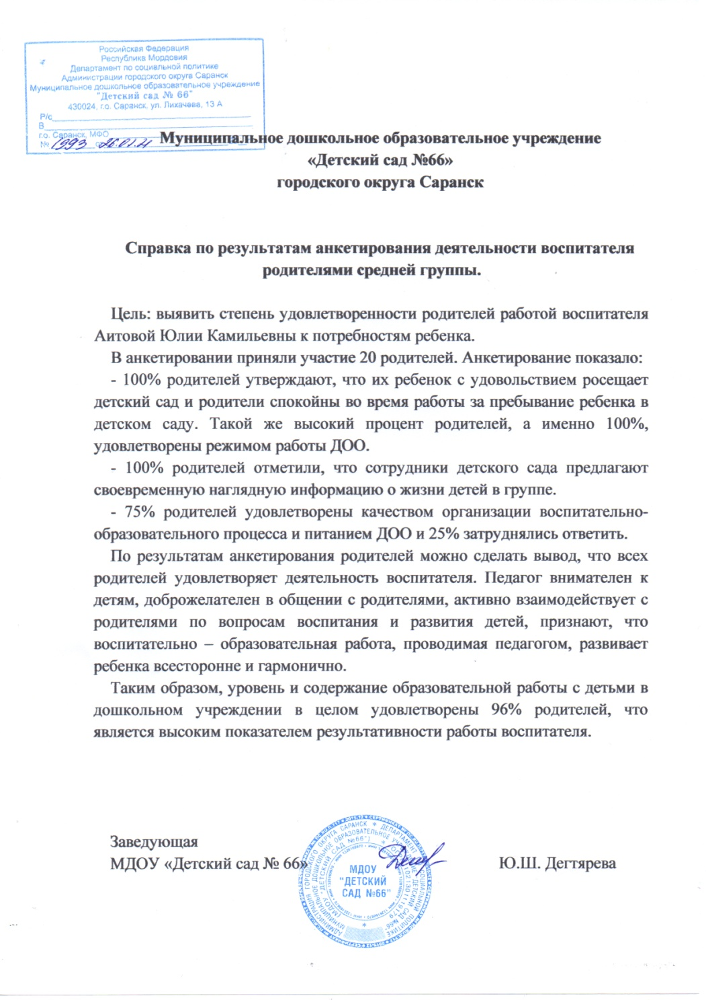 Российская Федерация
Республика Мордовия
Департамент по социальной политике
Администрации городского округа Саранск
Муниципальное дошкольное образовательное учреждение
"Детский сад № 66"
430024, г.о. Саранск, ул. Лихачева, 13 А
Р/с
В
г.о. Саранск, МФО
№ 1993 от 26.01.21
Муниципальное дошкольное образовательное учреждение
«Детский сад №66»
городского округа Саранск
Справка по результатам анкетирования деятельности воспитателя
родителями средней группы.
Цель: выявить степень удовлетворенности родителей работой воспитателя
Аитовой Юлии Камильевны к потребностям ребенка.
В анкетировании приняли участие 20 родителей. Анкетирование показало:
- 100% родителей утверждают, что их ребенок с удовольствием росещает
детский сад и родители спокойны во время работы за пребывание ребенка в
детском саду. Такой же высокий процент родителей, а именно 100%,
удовлетворены режимом работы ДОО.
- 100% родителей отметили, что сотрудники детского сада предлагают
своевременную наглядную информацию о жизни детей в группе.
- 75% родителей удовлетворены качеством организации воспитательно-
образовательного процесса и питанием ДОО и 25% затруднялись ответить.
По результатам анкетирования родителей можно сделать вывод, что всех
родителей удовлетворяет деятельность воспитателя. Педагог внимателен к
детям, доброжелателен в общении с родителями, активно взаимодействует с
родителями по вопросам воспитания и развития детей, признают, что
воспитательно – образовательная работа, проводимая педагогом, развивает
ребенка всесторонне и гармонично.
Таким образом, уровень и содержание образовательной работы с детьми в
дошкольном учреждении в целом удовлетворены 96% родителей, что
является высоким показателем результативности работы воспитателя.
Заведующая
МДОУ «Детский сад № 66»
Ю.Ш. Дегтярева
МДОУ
"ДЕТСКИЙ
САД №66"